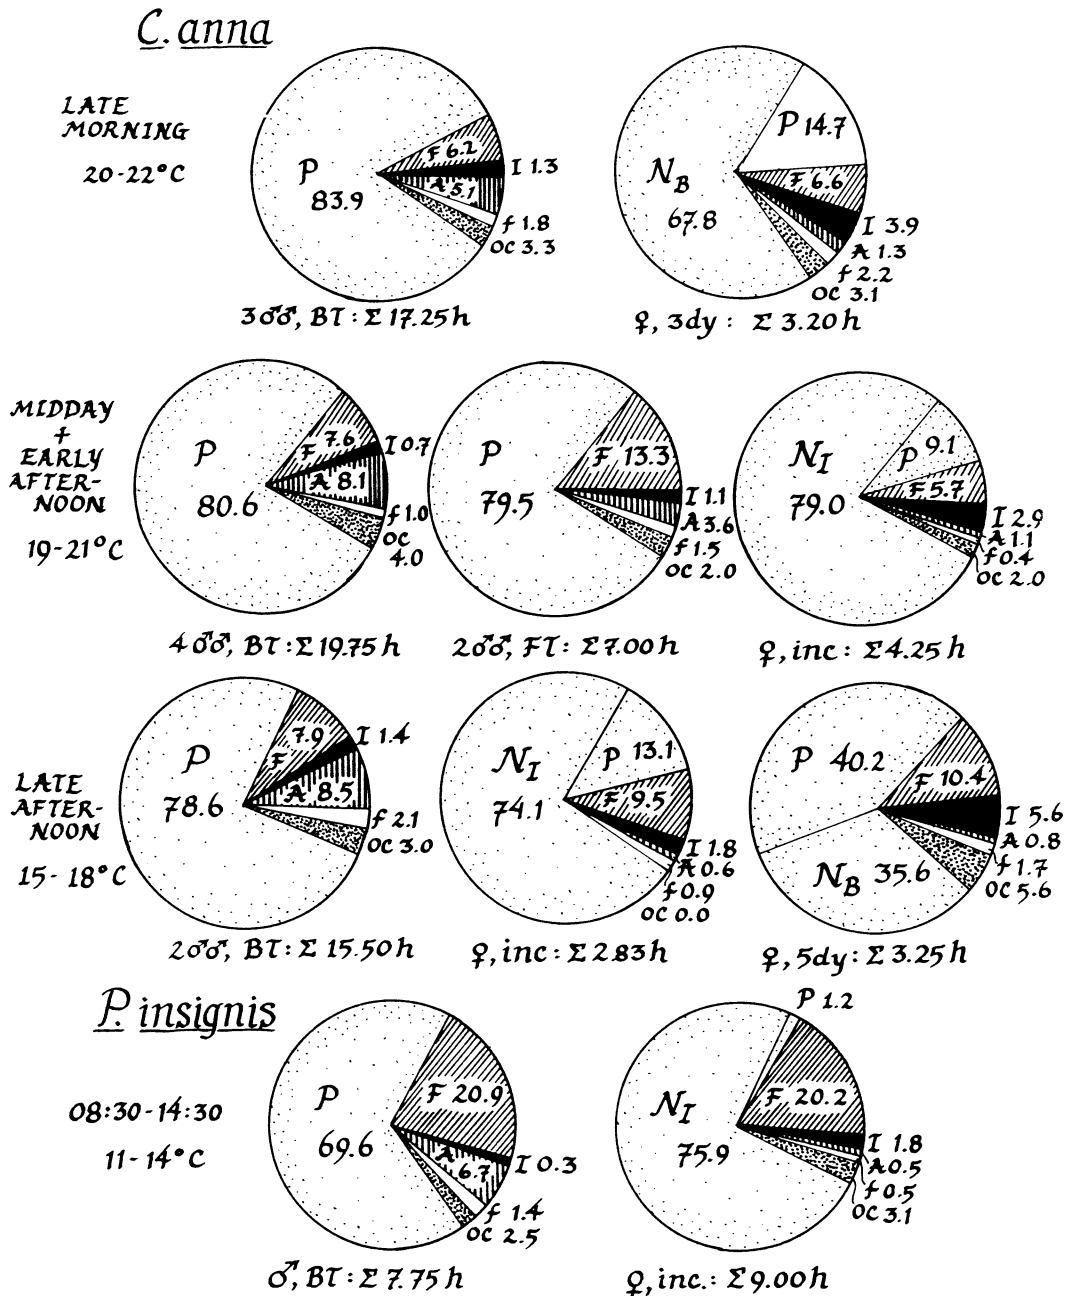 C. anna
LATE
MORNING
20-22°C
P
83.9
F 6.2
I 1.3
A 5.1
f 1.8
OC 3.3
3♂♂, BT: Σ 17.25 h
N_B
67.8
P 14.7
F 6.6
I 3.9
A 1.3
f 2.2
OC 3.1
♀, 3dy: Σ 3.20 h
MIDDAY
+
EARLY
AFTER-
NOON
19-21°C
P
80.6
F 7.6
I 0.7
A 8.1
f 1.0
OC
4.0
4♂♂, BT: Σ 19.75 h
P
79.5
F 13.3
I 1.1
A 3.6
f 1.5
OC 2.0
2♂♂, FT: Σ 7.00 h
N_I
79.0
P 9.1
F 5.7
I 2.9
A 1.1
f 0.4
OC 2.0
♀, inc: Σ 4.25 h
LATE
AFTER-
NOON
15-18°C
P
78.6
F 7.9
I 1.4
A 8.5
f 2.1
OC 3.0
2♂♂, BT: Σ 15.50 h
N_I
74.1
P 13.1
F 9.5
I 1.8
A 0.6
f 0.9
OC 0.0
♀, inc: Σ 2.83 h
P 40.2
F 10.4
I 5.6
A 0.8
f 1.7
OC 5.6
N_B 35.6
♀, 5dy: Σ 3.25 h
P. insignis
08:30-14:30
11-14°C
P
69.6
F 20.9
I 0.3
A 6.7
f 1.4
OC 2.5
♂, BT: Σ 7.75 h
P 1.2
N_I
75.9
F 20.2
I 1.8
A 0.5
f 0.5
OC 3.1
♀, inc.: Σ 9.00 h